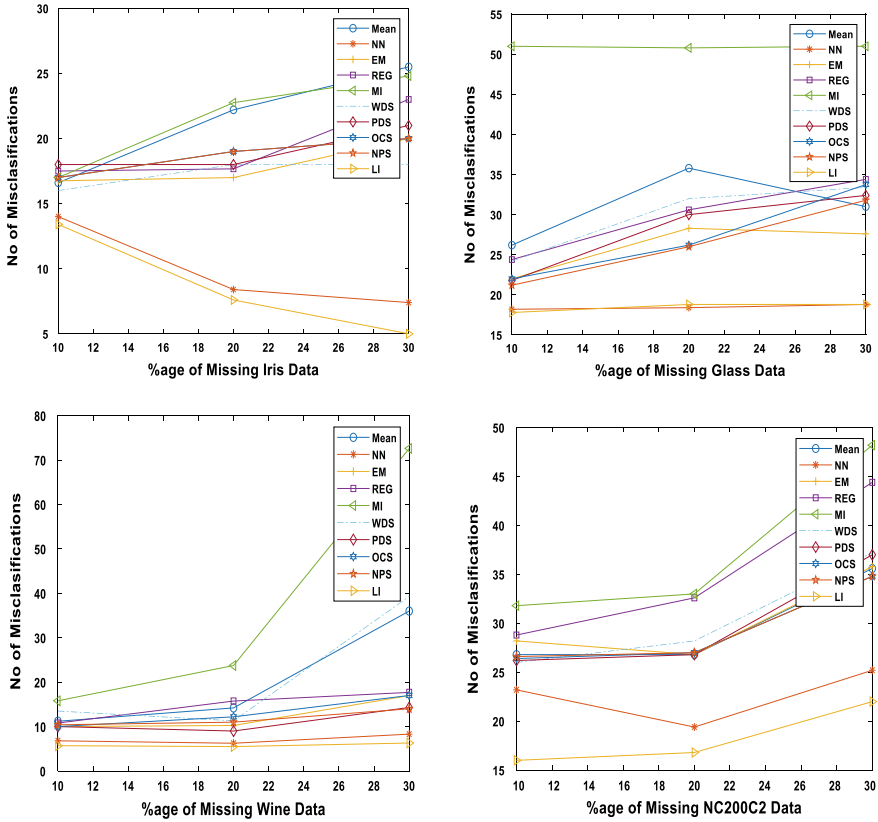 30
25
20
15
10
5
No of Misclasifications
10 12 14 16 18 20 22 24 26 28 30
%age of Missing Iris Data
Mean
NN
EM
REG
MI
WDS
PDS
OCS
NPS
LI
55
50
45
40
35
30
25
20
15
No of Misclasifications
10 12 14 16 18 20 22 24 26 28 30
%age of Missing Glass Data
Mean
NN
EM
REG
MI
WDS
PDS
OCS
NPS
LI
80
70
60
50
40
30
20
10
0
No of Misclasifications
10 12 14 16 18 20 22 24 26 28 30
%age of Missing Wine Data
Mean
NN
EM
REG
MI
WDS
PDS
OCS
NPS
LI
50
45
40
35
30
25
20
15
No of Misclasifications
10 12 14 16 18 20 22 24 26 28 30
%age of Missing NC200C2 Data
Mean
NN
EM
REG
MI
WDS
PDS
OCS
NPS
LI